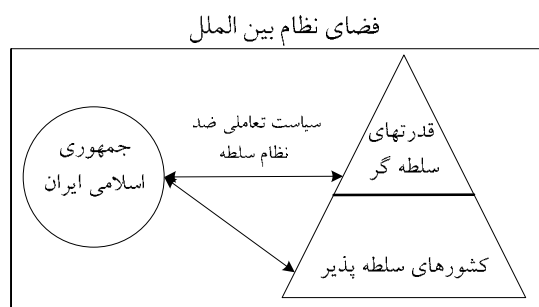 فضای نظام بین الملل
قدرتهای
سلطه گر
سیاست تعاملی ضد
نظام سلطه
جمهوری
اسلامی ایران
کشورهای سلطه پذیر